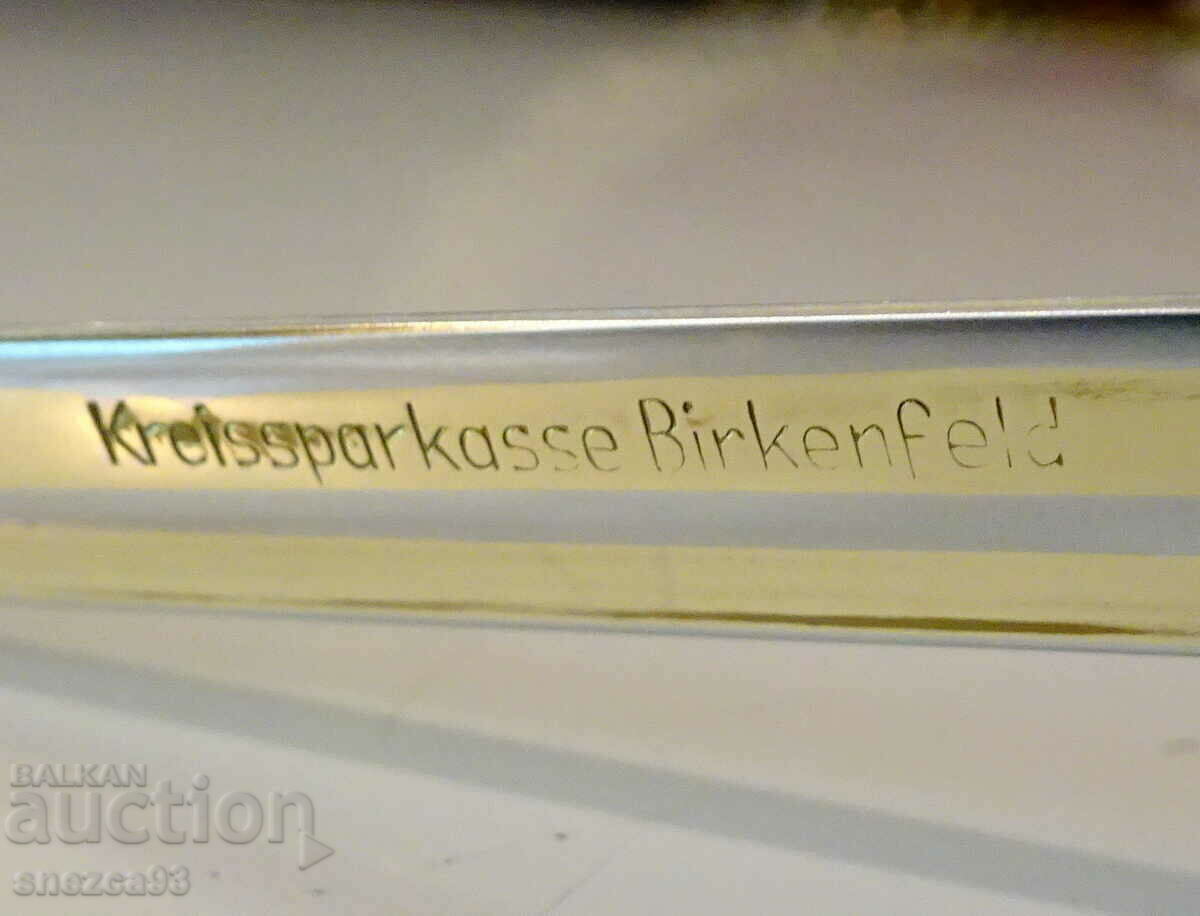 Kreissparkasse Birkenfeld
BALKAN
auction
snezca93